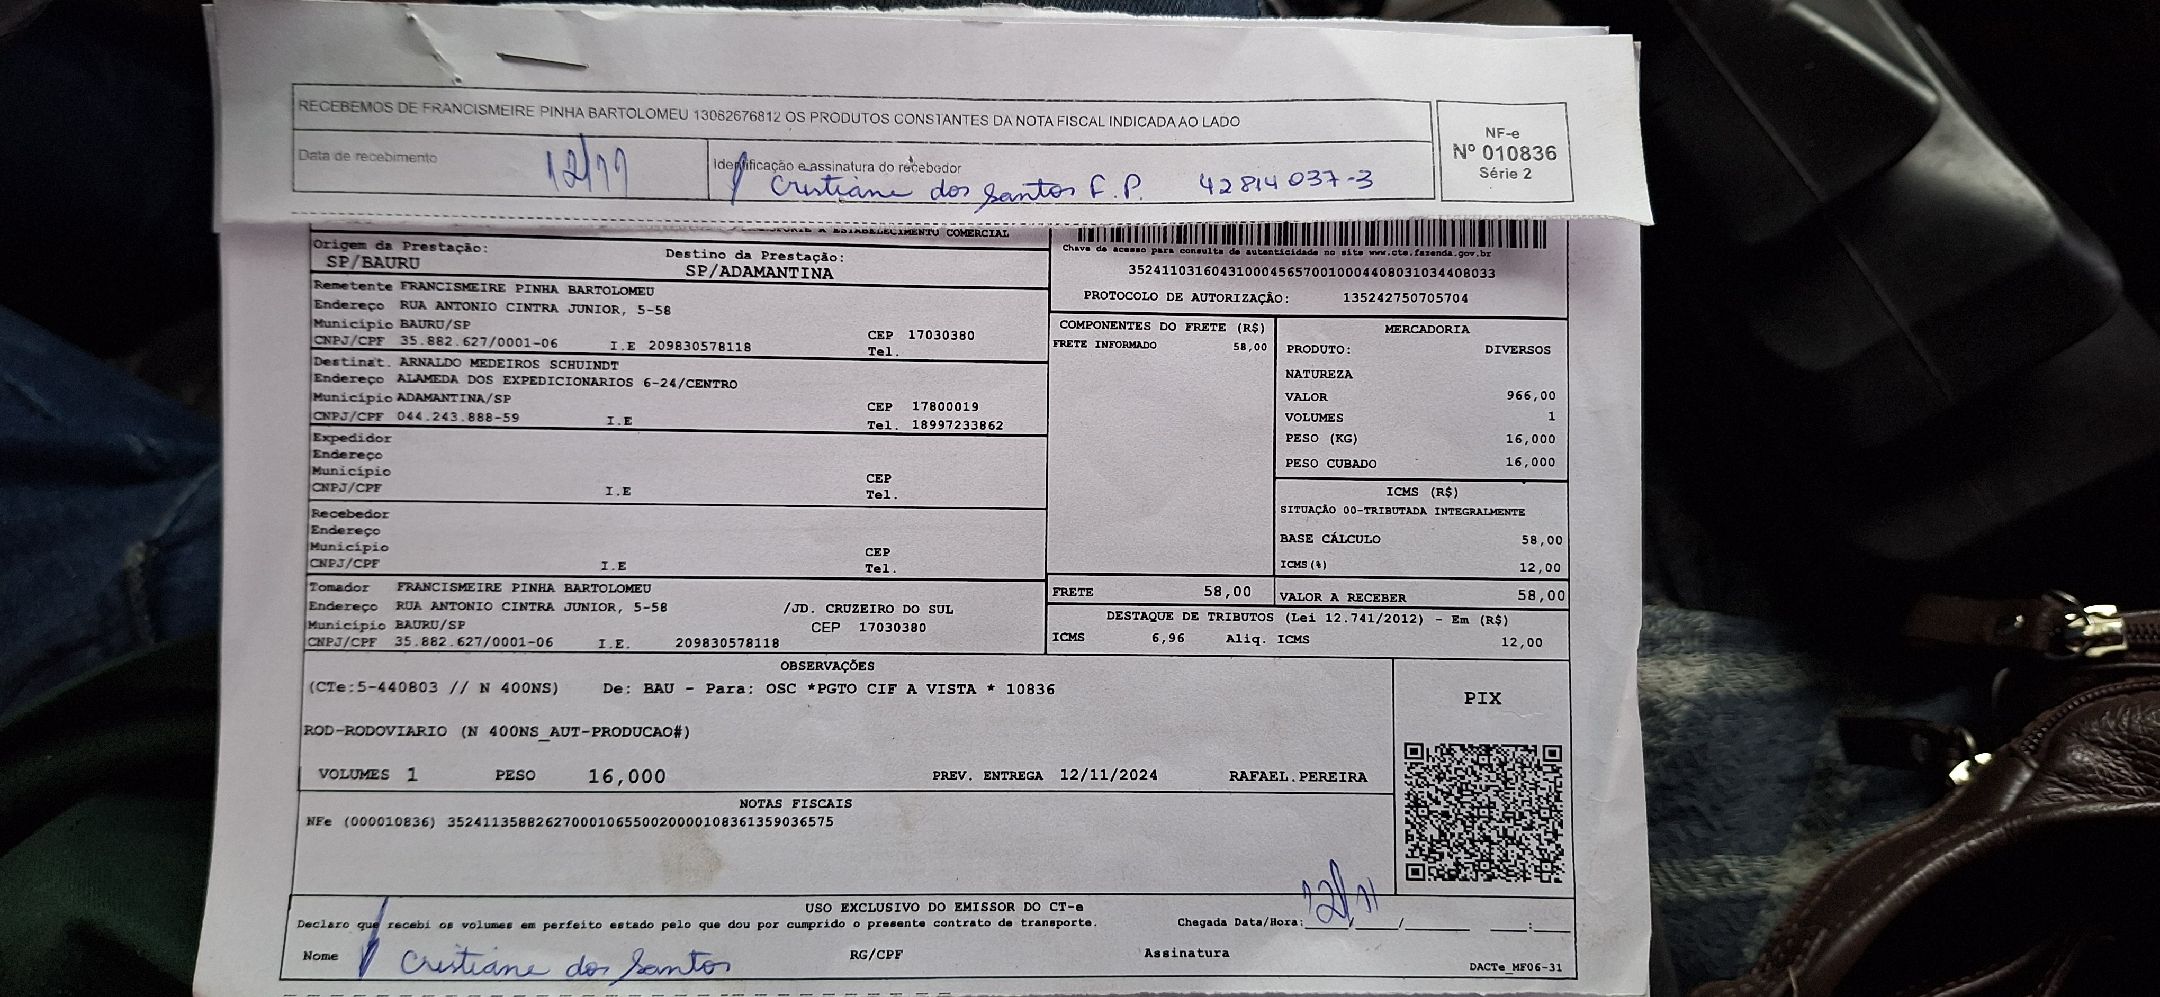 RECEBEMOS DE FRANCISMEIRE PINHA BARTOLOMEU 13062676812 OS PRODUTOS CONSTANTES DA NOTA FISCAL INDICADA AO LADO
NF-e
Nº 010836
Série 2
Data de recebimento
12/11
Identificação e assinatura do recebedor
Cristiane dos Santos F.P. 42814037-3
A ESTABELECIMENTO COMERCIAL
Origem da Prestação:
SP/BAURU
Destino da Prestação:
SP/ADAMANTINA
Chave de acesso para consulta de autenticidade no site www.cte.fazenda.gov.br
35241103160431000456570010004408031034408033
PROTOCOLO DE AUTORIZAÇÃO: 135242750705704
Remetente FRANCISMEIRE PINHA BARTOLOMEU
Endereço RUA ANTONIO CINTRA JUNIOR, 5-58
Município BAURU/SP CEP 17030380
CNPJ/CPF 35.882.627/0001-06 I.E 209830578118 Tel.
Destinat. ARNALDO MEDEIROS SCHUINDT
Endereço ALAMEDA DOS EXPEDICIONARIOS 6-24/CENTRO
Município ADAMANTINA/SP CEP 17800019
CNPJ/CPF 044.243.888-59 I.E Tel. 18997233862
Expedidor
Endereço
Município CEP
CNPJ/CPF I.E Tel.
Recebedor
Endereço
Município CEP
CNPJ/CPF I.E Tel.
Tomador FRANCISMEIRE PINHA BARTOLOMEU
Endereço RUA ANTONIO CINTRA JUNIOR, 5-58 /JD. CRUZEIRO DO SUL
Município BAURU/SP CEP 17030380
CNPJ/CPF 35.882.627/0001-06 I.E. 209830578118
COMPONENTES DO FRETE (R$)
FRETE INFORMADO 58,00
FRETE 58,00
MERCADORIA
PRODUTO: DIVERSOS
NATUREZA
VALOR 966,00
VOLUMES 1
PESO (KG) 16,000
PESO CUBADO 16,000
ICMS (R$)
SITUAÇÃO 00-TRIBUTADA INTEGRALMENTE
BASE CÁLCULO 58,00
ICMS(%) 12,00
VALOR A RECEBER 58,00
DESTAQUE DE TRIBUTOS (Lei 12.741/2012) - Em (R$)
ICMS 6,96 Aliq. ICMS 12,00
OBSERVAÇÕES
(CTe:5-440803 // N 400NS) De: BAU - Para: OSC *PGTO CIF A VISTA * 10836
ROD-RODOVIARIO (N 400NS_AUT-PRODUCAO#)
VOLUMES 1 PESO 16,000 PREV. ENTREGA 12/11/2024 RAFAEL.PEREIRA
PIX
NOTAS FISCAIS
NFe (000010836) 35241135882627000106550020000108361359036575
USO EXCLUSIVO DO EMISSOR DO CT-e
Declaro que recebi os volumes em perfeito estado pelo que dou por cumprido o presente contrato de transporte.
Chegada Data/Hora: 12/11 / / :
Nome Cristiane dos Santos RG/CPF Assinatura
DACTe_MF06-31